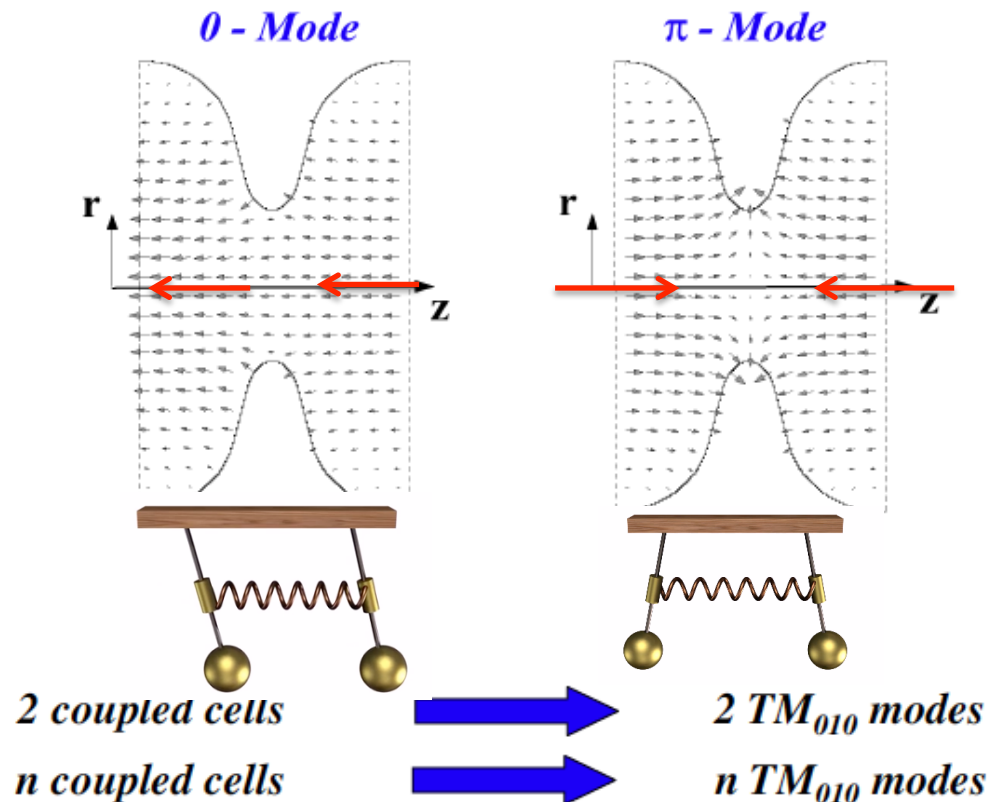 0 - Mode
π - Mode
r
z
r
z
2 coupled cells
2 TM₀₁₀ modes
n coupled cells
n TM₀₁₀ modes